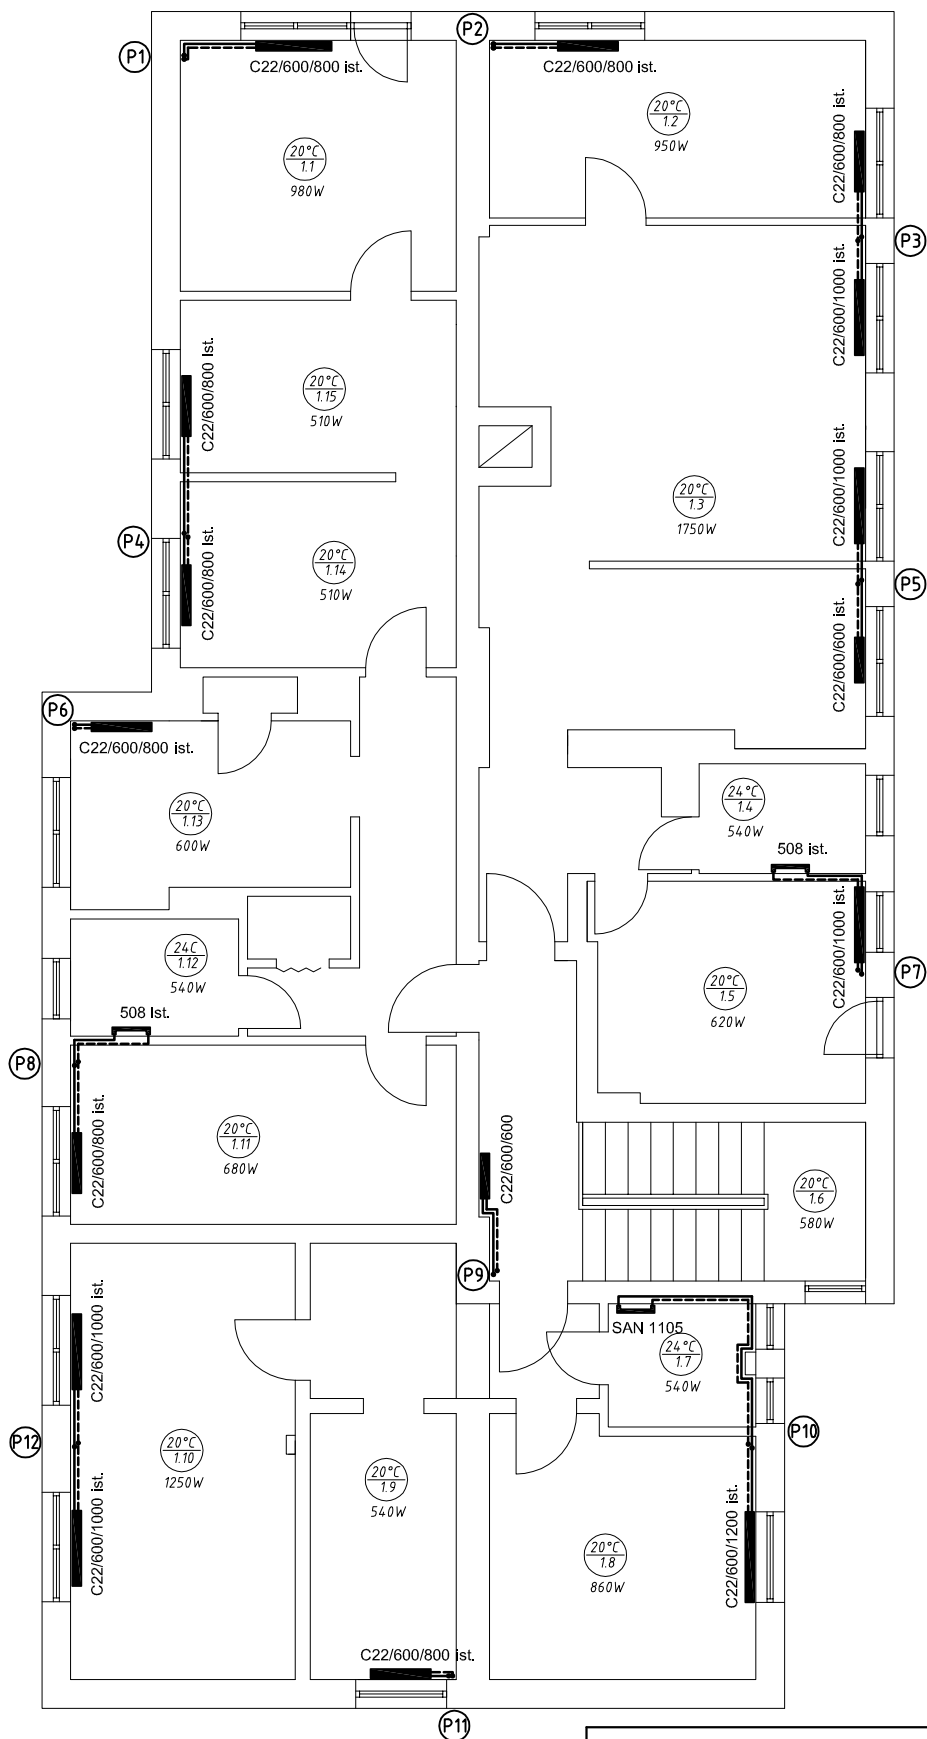 P1
P2
C22/600/800 ist.
C22/600/800 ist.
20°C
1.1
980W
20°C
1.2
950W
C22/600/800 ist.
P3
C22/600/1000 ist.
C22/600/800 Ist.
20°C
1.15
510W
20°C
1.3
1750W
C22/600/1000 ist.
P4
C22/600/800 Ist.
20°C
1.14
510W
P5
C22/600/600 ist.
P6
C22/600/800 ist.
20°C
1.13
600W
24°C
1.4
540W
508 ist.
C22/600/1000 ist.
24C
1.12
540W
20°C
1.5
620W
P7
508 Ist.
P8
C22/600/800 ist.
20°C
1.11
680W
C22/600/600
20°C
1.6
580W
P9
C22/600/1000 ist.
SAN 1105
24°C
1.7
540W
P12
20°C
1.10
1250W
20°C
1.9
540W
P10
C22/600/1000 ist.
C22/600/1200 ist.
20°C
1.8
860W
C22/600/800 ist.
P11